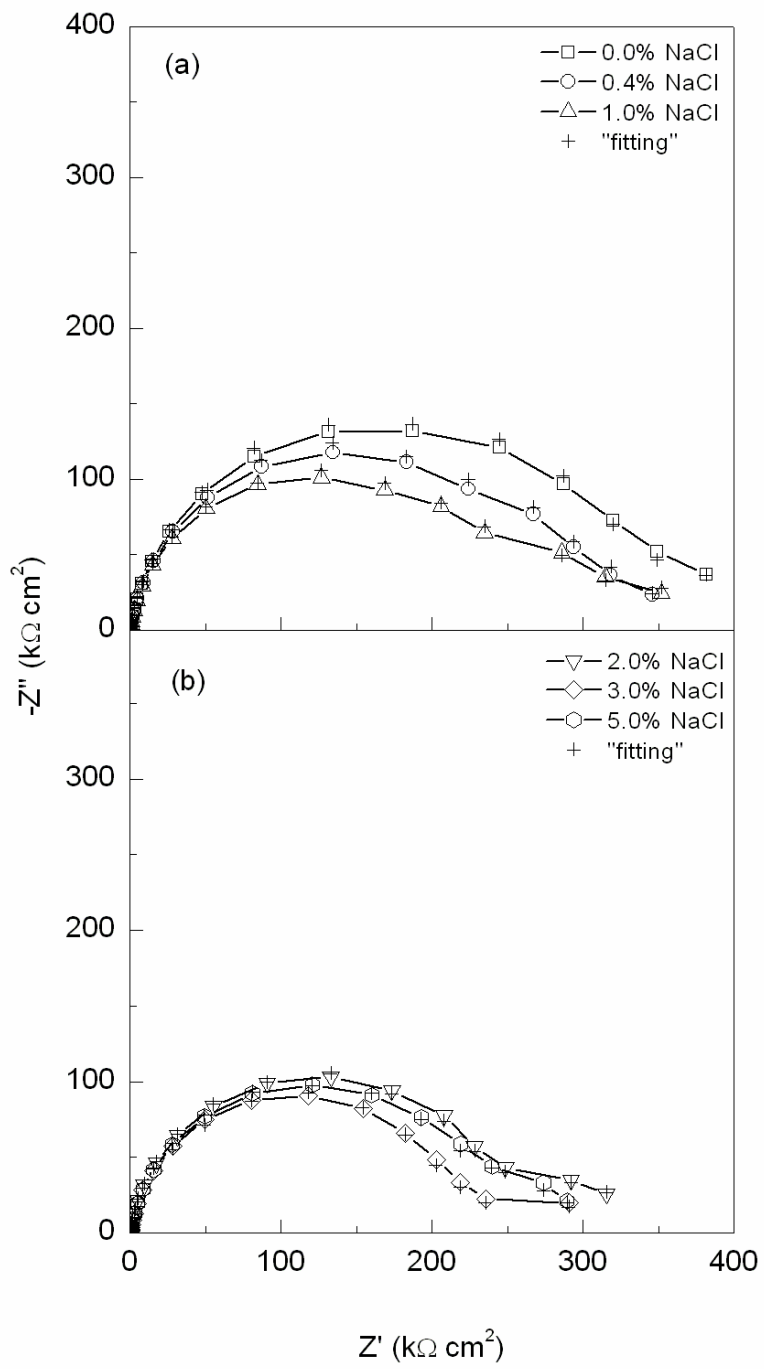 400
(a)
0.0% NaCl
0.4% NaCl
1.0% NaCl
"fitting"
300
200
100
0
-Z'' (kΩ cm²)
(b)
2.0% NaCl
3.0% NaCl
5.0% NaCl
"fitting"
300
200
100
0
0 100 200 300 400
Z' (kΩ cm²)